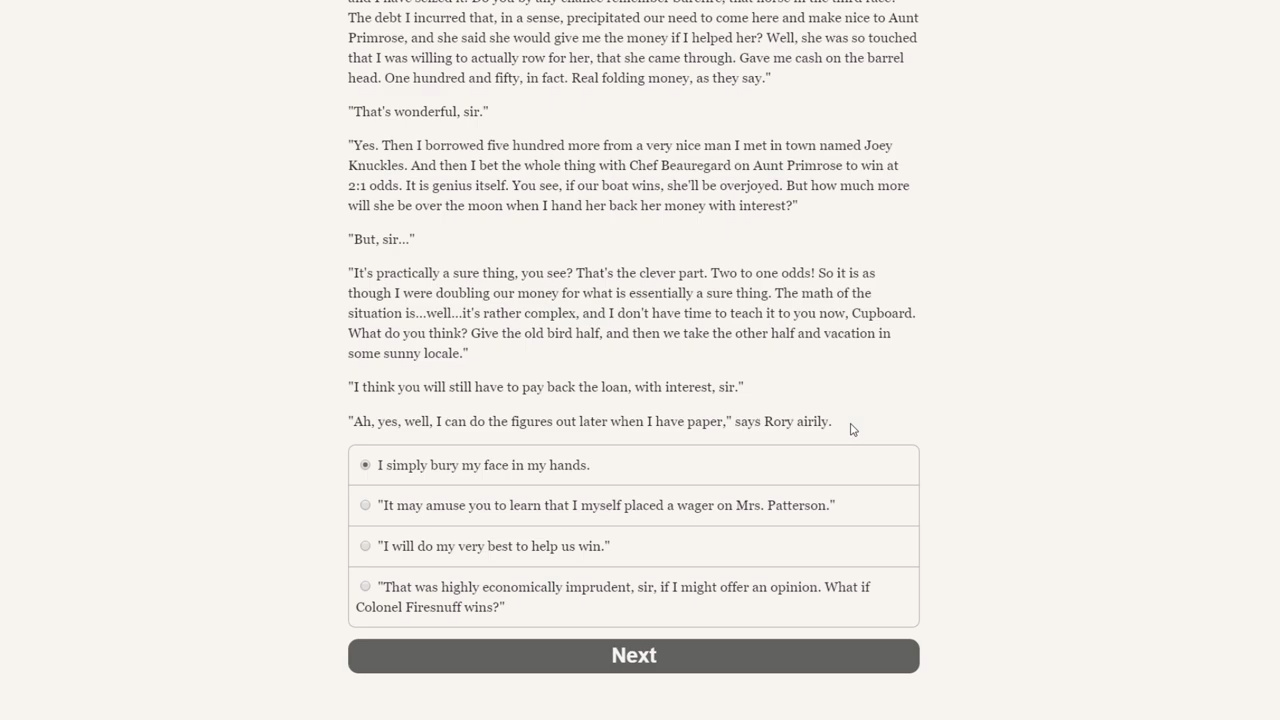 The debt I incurred that, in a sense, precipitated our need to come here and make nice to Aunt
Primrose, and she said she would give me the money if I helped her? Well, she was so touched
that I was willing to actually row for her, that she came through. Gave me cash on the barrel
head. One hundred and fifty, in fact. Real folding money, as they say."
"That's wonderful, sir."
"Yes. Then I borrowed five hundred more from a very nice man I met in town named Joey
Knuckles. And then I bet the whole thing with Chef Beauregard on Aunt Primrose to win at
2:1 odds. It is genius itself. You see, if our boat wins, she'll be overjoyed. But how much more
will she be over the moon when I hand her back her money with interest?"
"But, sir..."
"It's practically a sure thing, you see? That's the clever part. Two to one odds! So it is as
though I were doubling our money for what is essentially a sure thing. The math of the
situation is...well...it's rather complex, and I don't have time to teach it to you now, Cupboard.
What do you think? Give the old bird half, and then we take the other half and vacation in
some sunny locale."
"I think you will still have to pay back the loan, with interest, sir."
"Ah, yes, well, I can do the figures out later when I have paper," says Rory airily.
I simply bury my face in my hands.
"It may amuse you to learn that I myself placed a wager on Mrs. Patterson."
"I will do my very best to help us win."
"That was highly economically imprudent, sir, if I might offer an opinion. What if
Colonel Firesnuff wins?"
Next